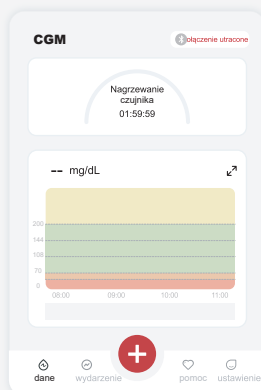 CGM
ołączenie utracone
Nagrzewanie
czujnika
01:59:59
-- mg/dL
200
144
108
70
0
08:00 09:00 10:00 11:00
dane wydarzenie pomoc ustawienie